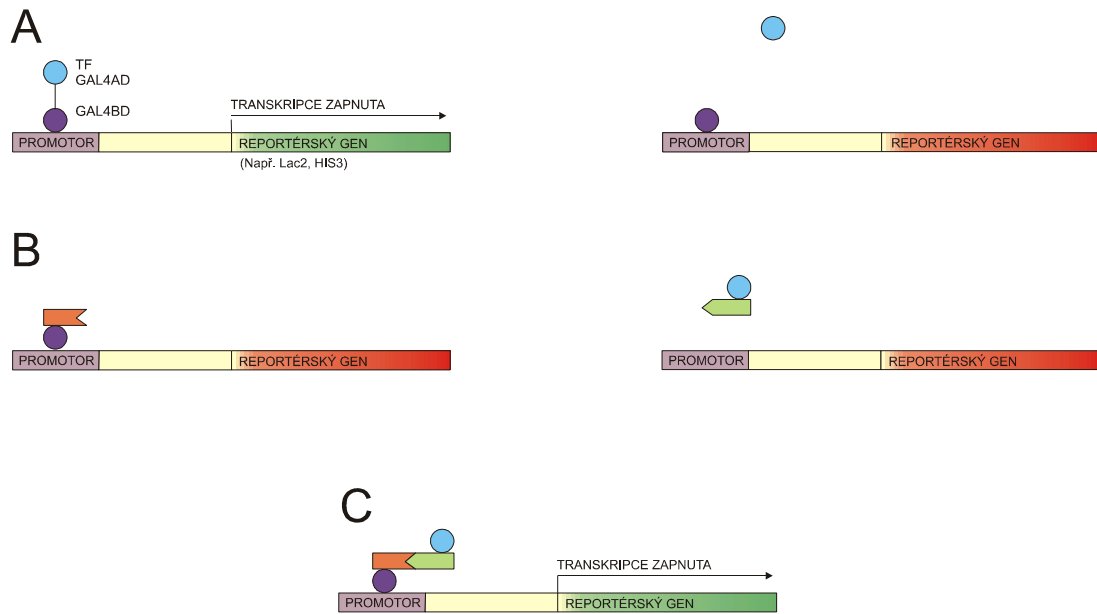 A
TF
GAL4AD
GAL4BD
TRANSKRIPCE ZAPNUTA
PROMOTOR
REPORTÉRSKÝ GEN
(Např. Lac2, HIS3)
PROMOTOR
REPORTÉRSKÝ GEN
B
PROMOTOR
REPORTÉRSKÝ GEN
PROMOTOR
REPORTÉRSKÝ GEN
C
TRANSKRIPCE ZAPNUTA
PROMOTOR
REPORTÉRSKÝ GEN